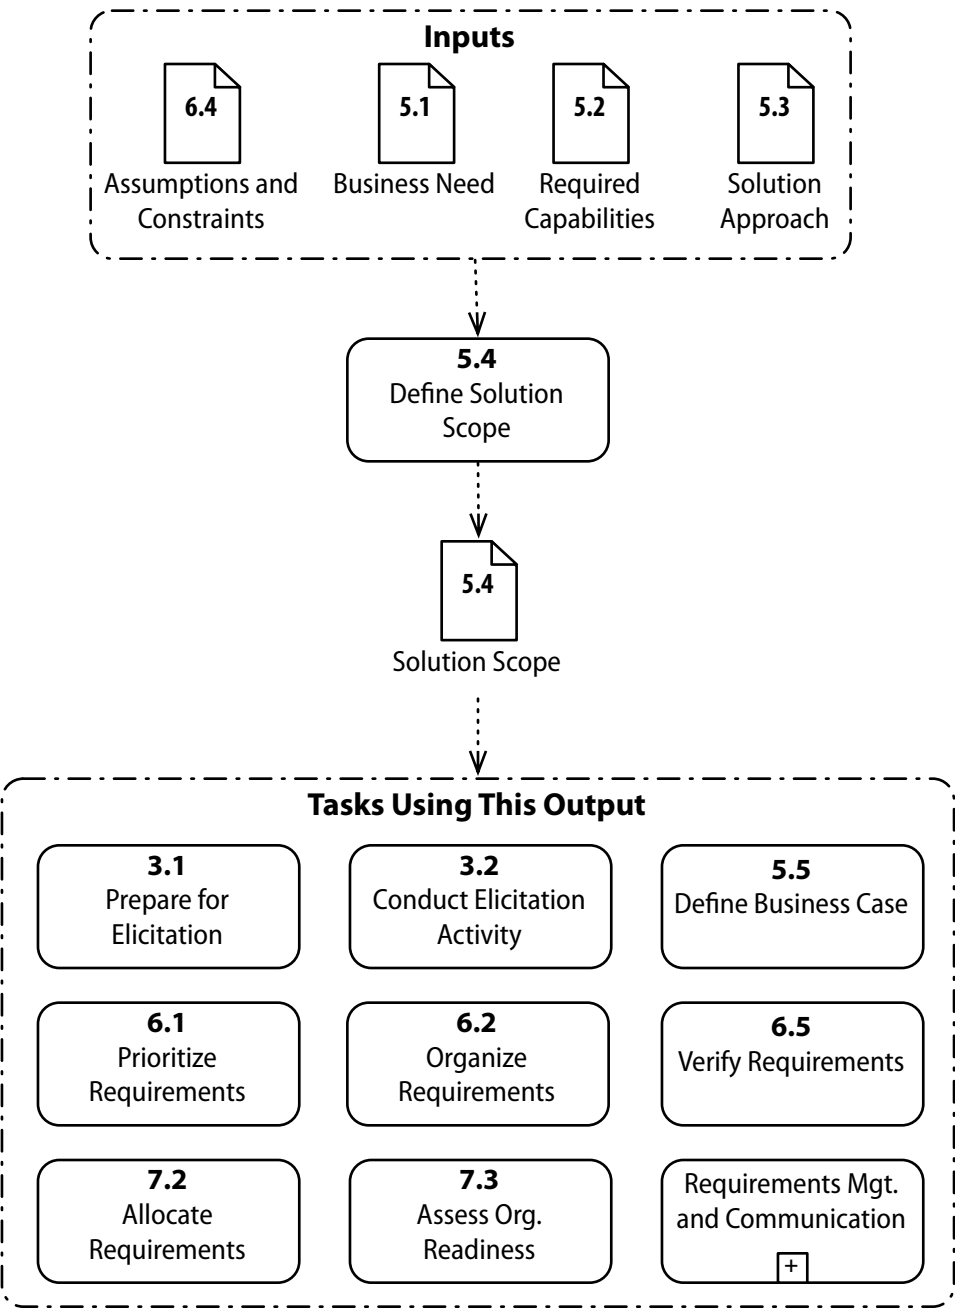 Inputs
6.4
5.1
5.2
5.3
Assumptions and
Constraints
Business Need
Required
Capabilities
Solution
Approach
5.4
Define Solution
Scope
5.4
Solution Scope
Tasks Using This Output
3.1
Prepare for
Elicitation
3.2
Conduct Elicitation
Activity
5.5
Define Business Case
6.1
Prioritize
Requirements
6.2
Organize
Requirements
6.5
Verify Requirements
7.2
Allocate
Requirements
7.3
Assess Org.
Readiness
Requirements Mgt.
and Communication
+